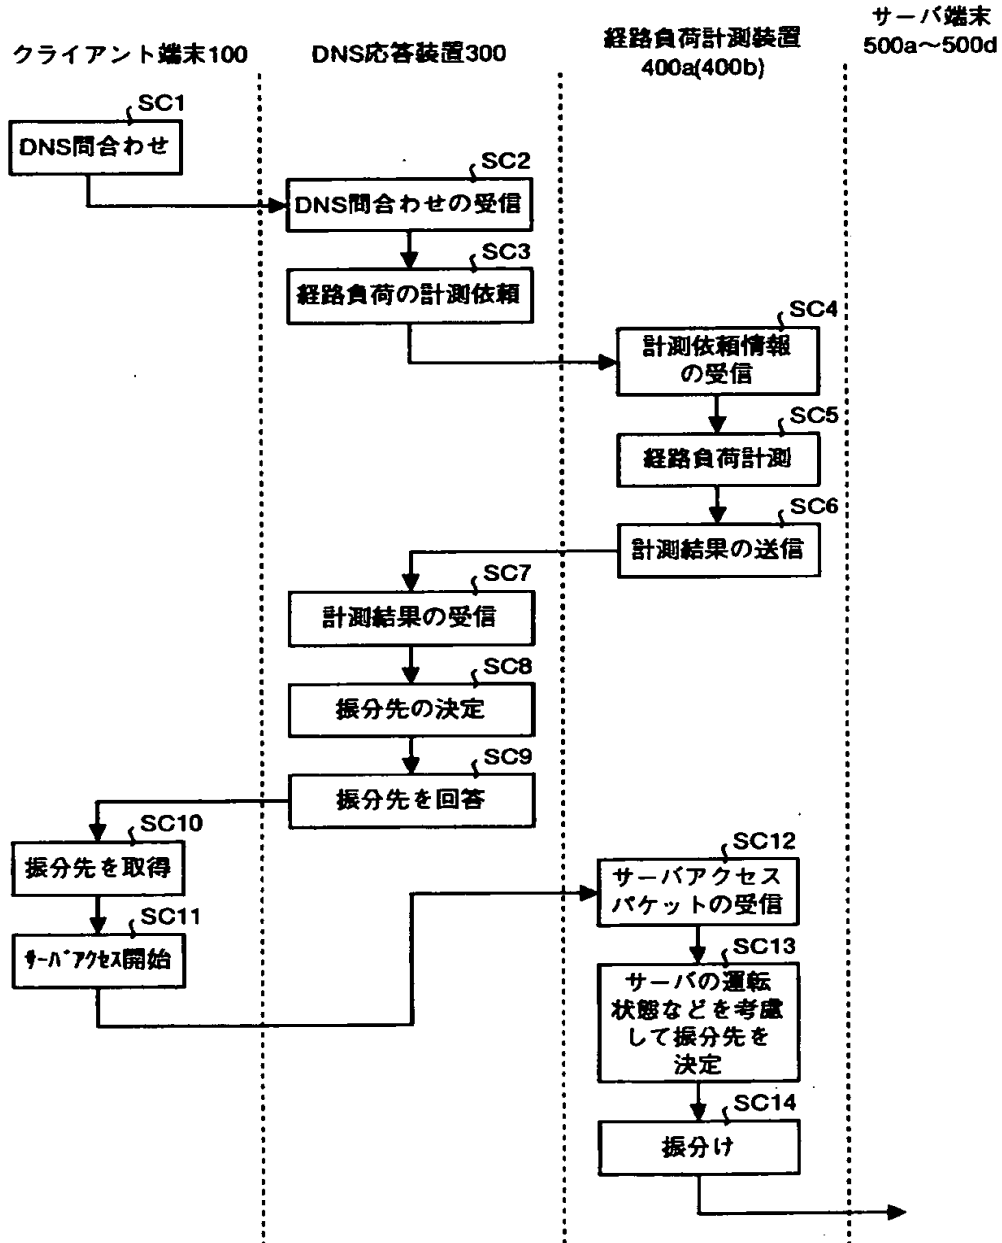 クライアント端末100
DNS応答装置300
経路負荷計測装置
400a(400b)
サーバ端末
500a～500d
SC1
DNS問合わせ
SC2
DNS問合わせの受信
SC3
経路負荷の計測依頼
SC4
計測依頼情報
の受信
SC5
経路負荷計測
SC6
計測結果の送信
SC7
計測結果の受信
SC8
振分先の決定
SC9
振分先を回答
SC10
振分先を取得
SC11
ｻｰﾊﾞｱｸｾｽ開始
SC12
サーバアクセス
パケットの受信
SC13
サーバの運転
状態などを考慮
して振分先を
決定
SC14
振分け